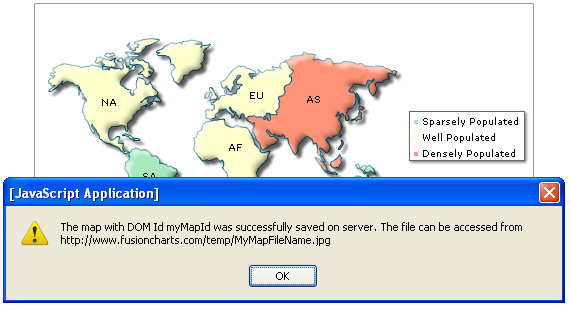 NA
EU
AS
AF
SA
Sparsely Populated
Well Populated
Densely Populated
[JavaScript Application]
The map with DOM Id myMapId was successfully saved on server. The file can be accessed from
http://www.fusioncharts.com/temp/MyMapFileName.jpg
OK